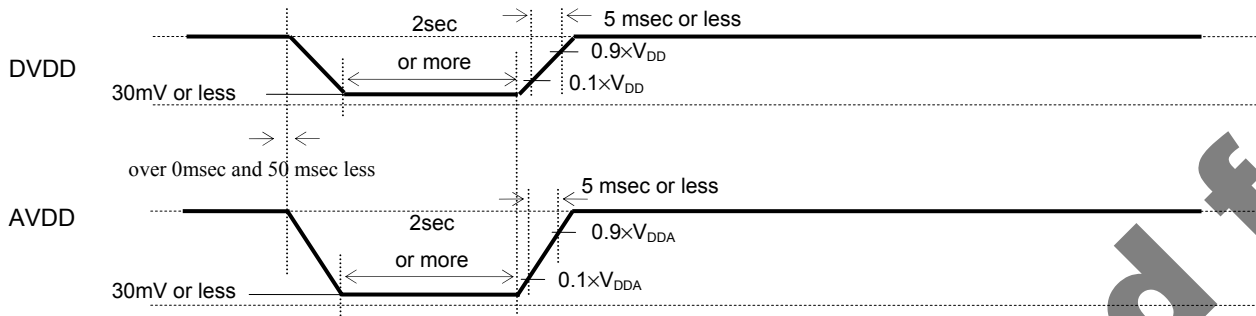 2sec
5 msec or less
DVDD
or more
0.9×VDD
0.1×VDD
30mV or less
over 0msec and 50 msec less
5 msec or less
AVDD
2sec
0.9×VDDA
or more
0.1×VDDA
30mV or less
d f